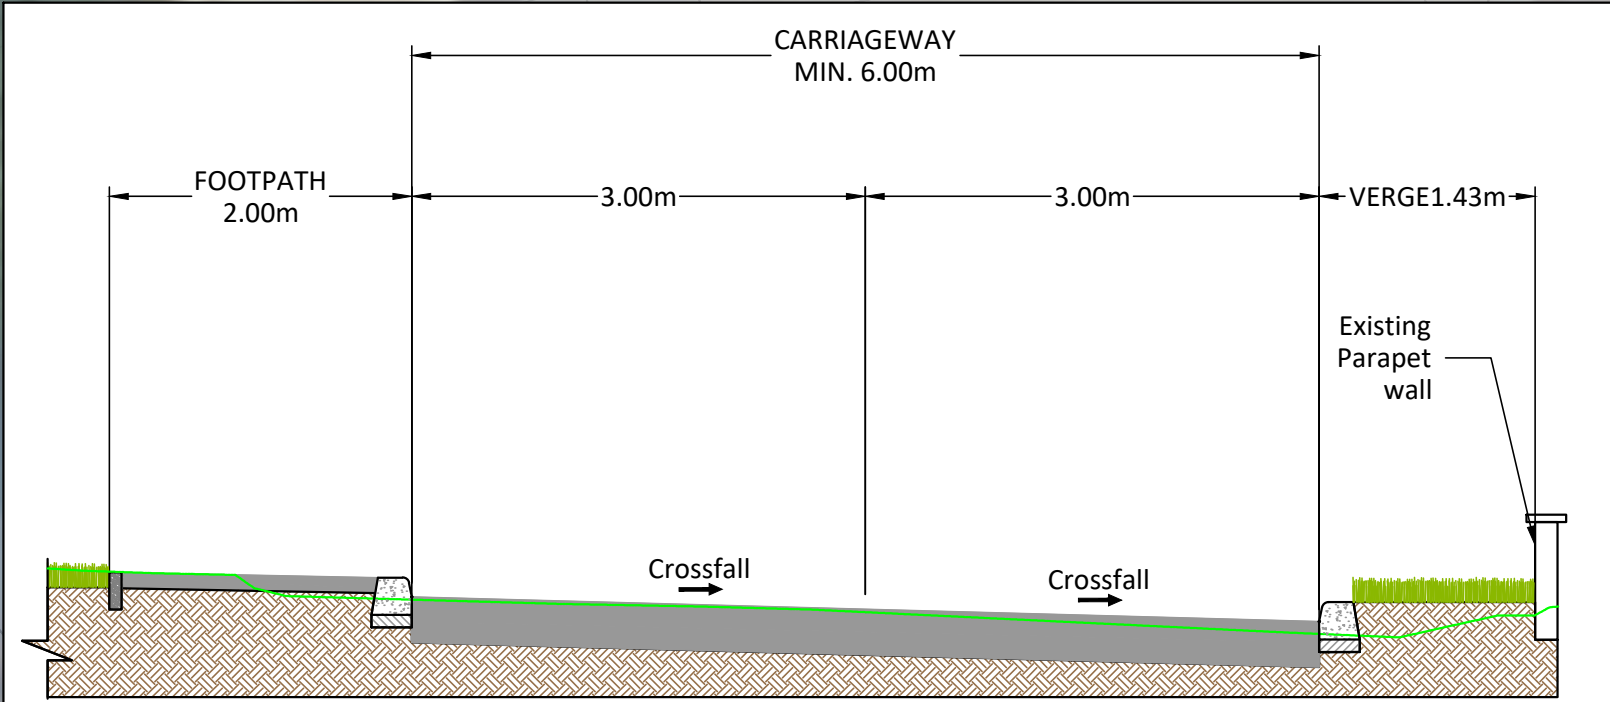 CARRIAGEWAY
MIN. 6.00m
FOOTPATH
2.00m
3.00m
3.00m
VERGE1.43m
Existing
Parapet
wall
Crossfall
Crossfall